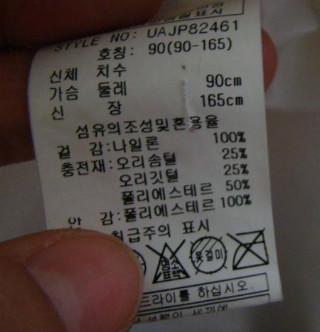 STYLE NO: UAJP82461
호칭: 90(90-165)
신체 치수
가슴 둘레 90cm
신 장 165cm
섬유의조성및혼용율
겉 감:나일론 100%
충전재:오리솜털 25%
오리깃털 25%
폴리에스테르 50%
안 감:폴리에스테르 100%
취급주의 표시
옷걸이
드라이를 하십시오.